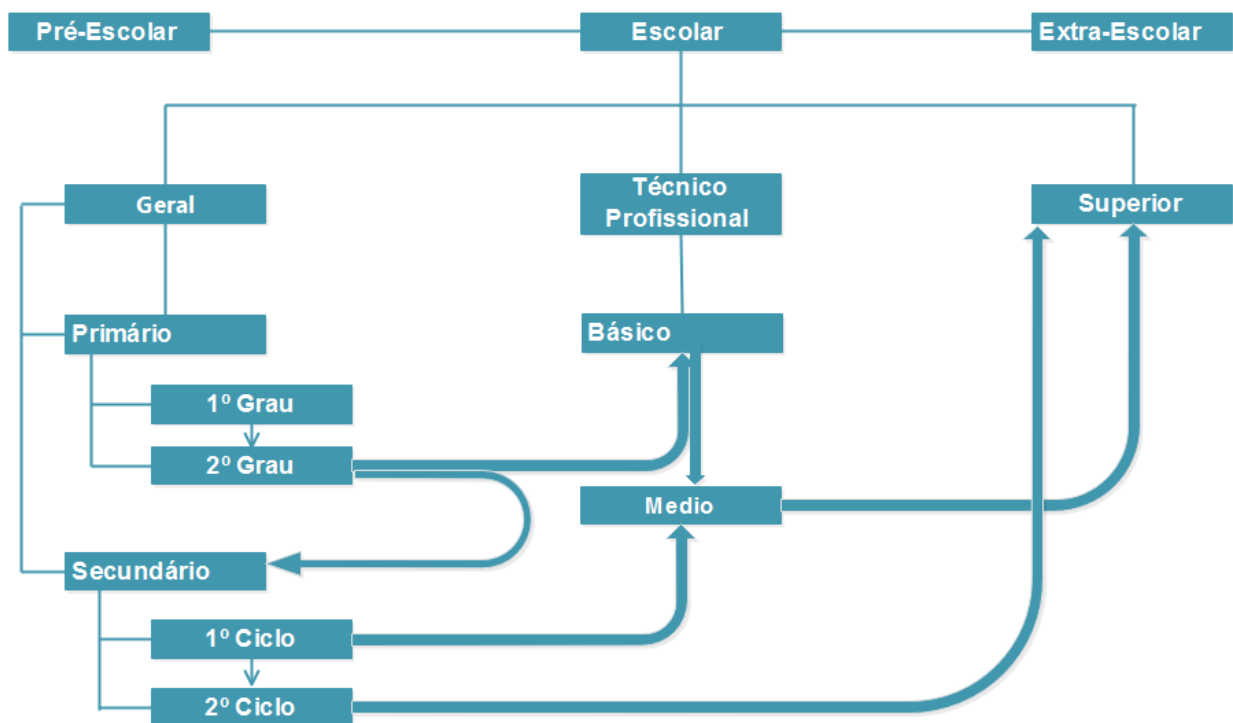 Pré-Escolar
Escolar
Extra-Escolar
Geral
Técnico
Profissional
Superior
Primário
Básico
1º Grau
2º Grau
Medio
Secundário
1º Ciclo
2º Ciclo